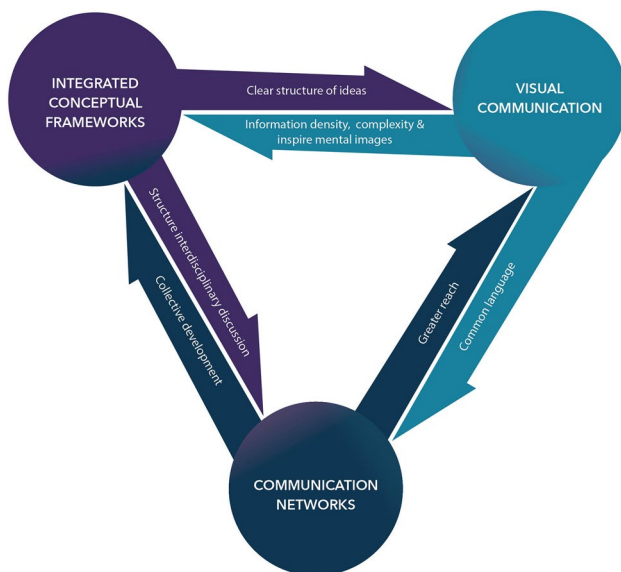 INTEGRATED
CONCEPTUAL
FRAMEWORKS
Clear structure of ideas
VISUAL
COMMUNICATION
Information density, complexity &
inspire mental images
Structure interdisciplinary discussion
Collective development
Greater reach
Common language
COMMUNICATION
NETWORKS